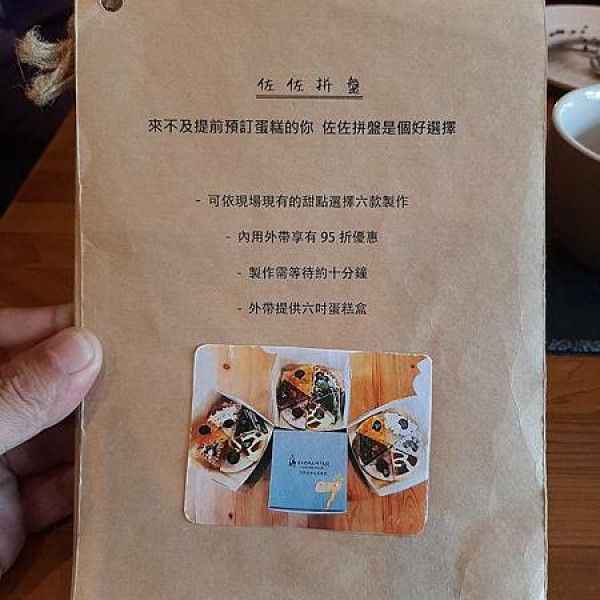 佐佐拼盤
來不及提前預訂蛋糕的你 佐佐拼盤是個好選擇
- 可依現場現有的甜點選擇六款製作
- 內用外帶享有 95 折優惠
- 製作需等待約十分鐘
- 外帶提供六吋蛋糕盒